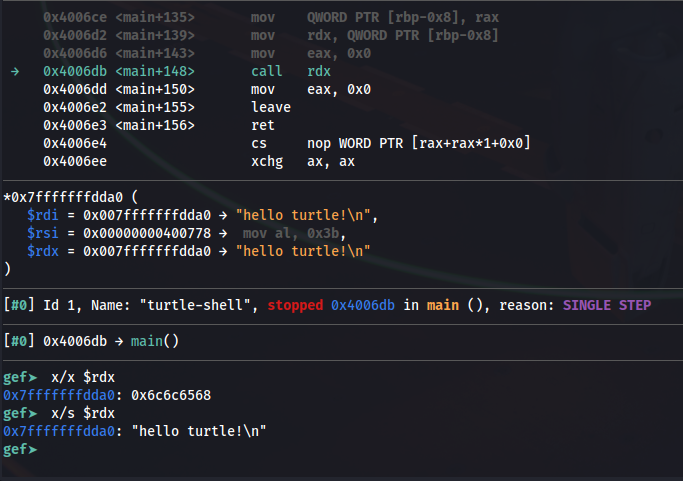 0x4006ce <main+135> mov QWORD PTR [rbp-0x8], rax
0x4006d2 <main+139> mov rdx, QWORD PTR [rbp-0x8]
0x4006d6 <main+143> mov eax, 0x0
→ 0x4006db <main+148> call rdx
0x4006dd <main+150> mov eax, 0x0
0x4006e2 <main+155> leave
0x4006e3 <main+156> ret
0x4006e4 cs nop WORD PTR [rax+rax*1+0x0]
0x4006ee xchg ax, ax
*0x7fffffffdda0 (
$rdi = 0x007fffffffdda0 → "hello turtle!\n",
$rsi = 0x00000000400778 → mov al, 0x3b,
$rdx = 0x007fffffffdda0 → "hello turtle!\n"
)
[#0] Id 1, Name: "turtle-shell", stopped 0x4006db in main (), reason: SINGLE STEP
[#0] 0x4006db → main()
gef➤ x/x $rdx
0x7fffffffdda0: 0x6c6c6568
gef➤ x/s $rdx
0x7fffffffdda0: "hello turtle!\n"
gef➤